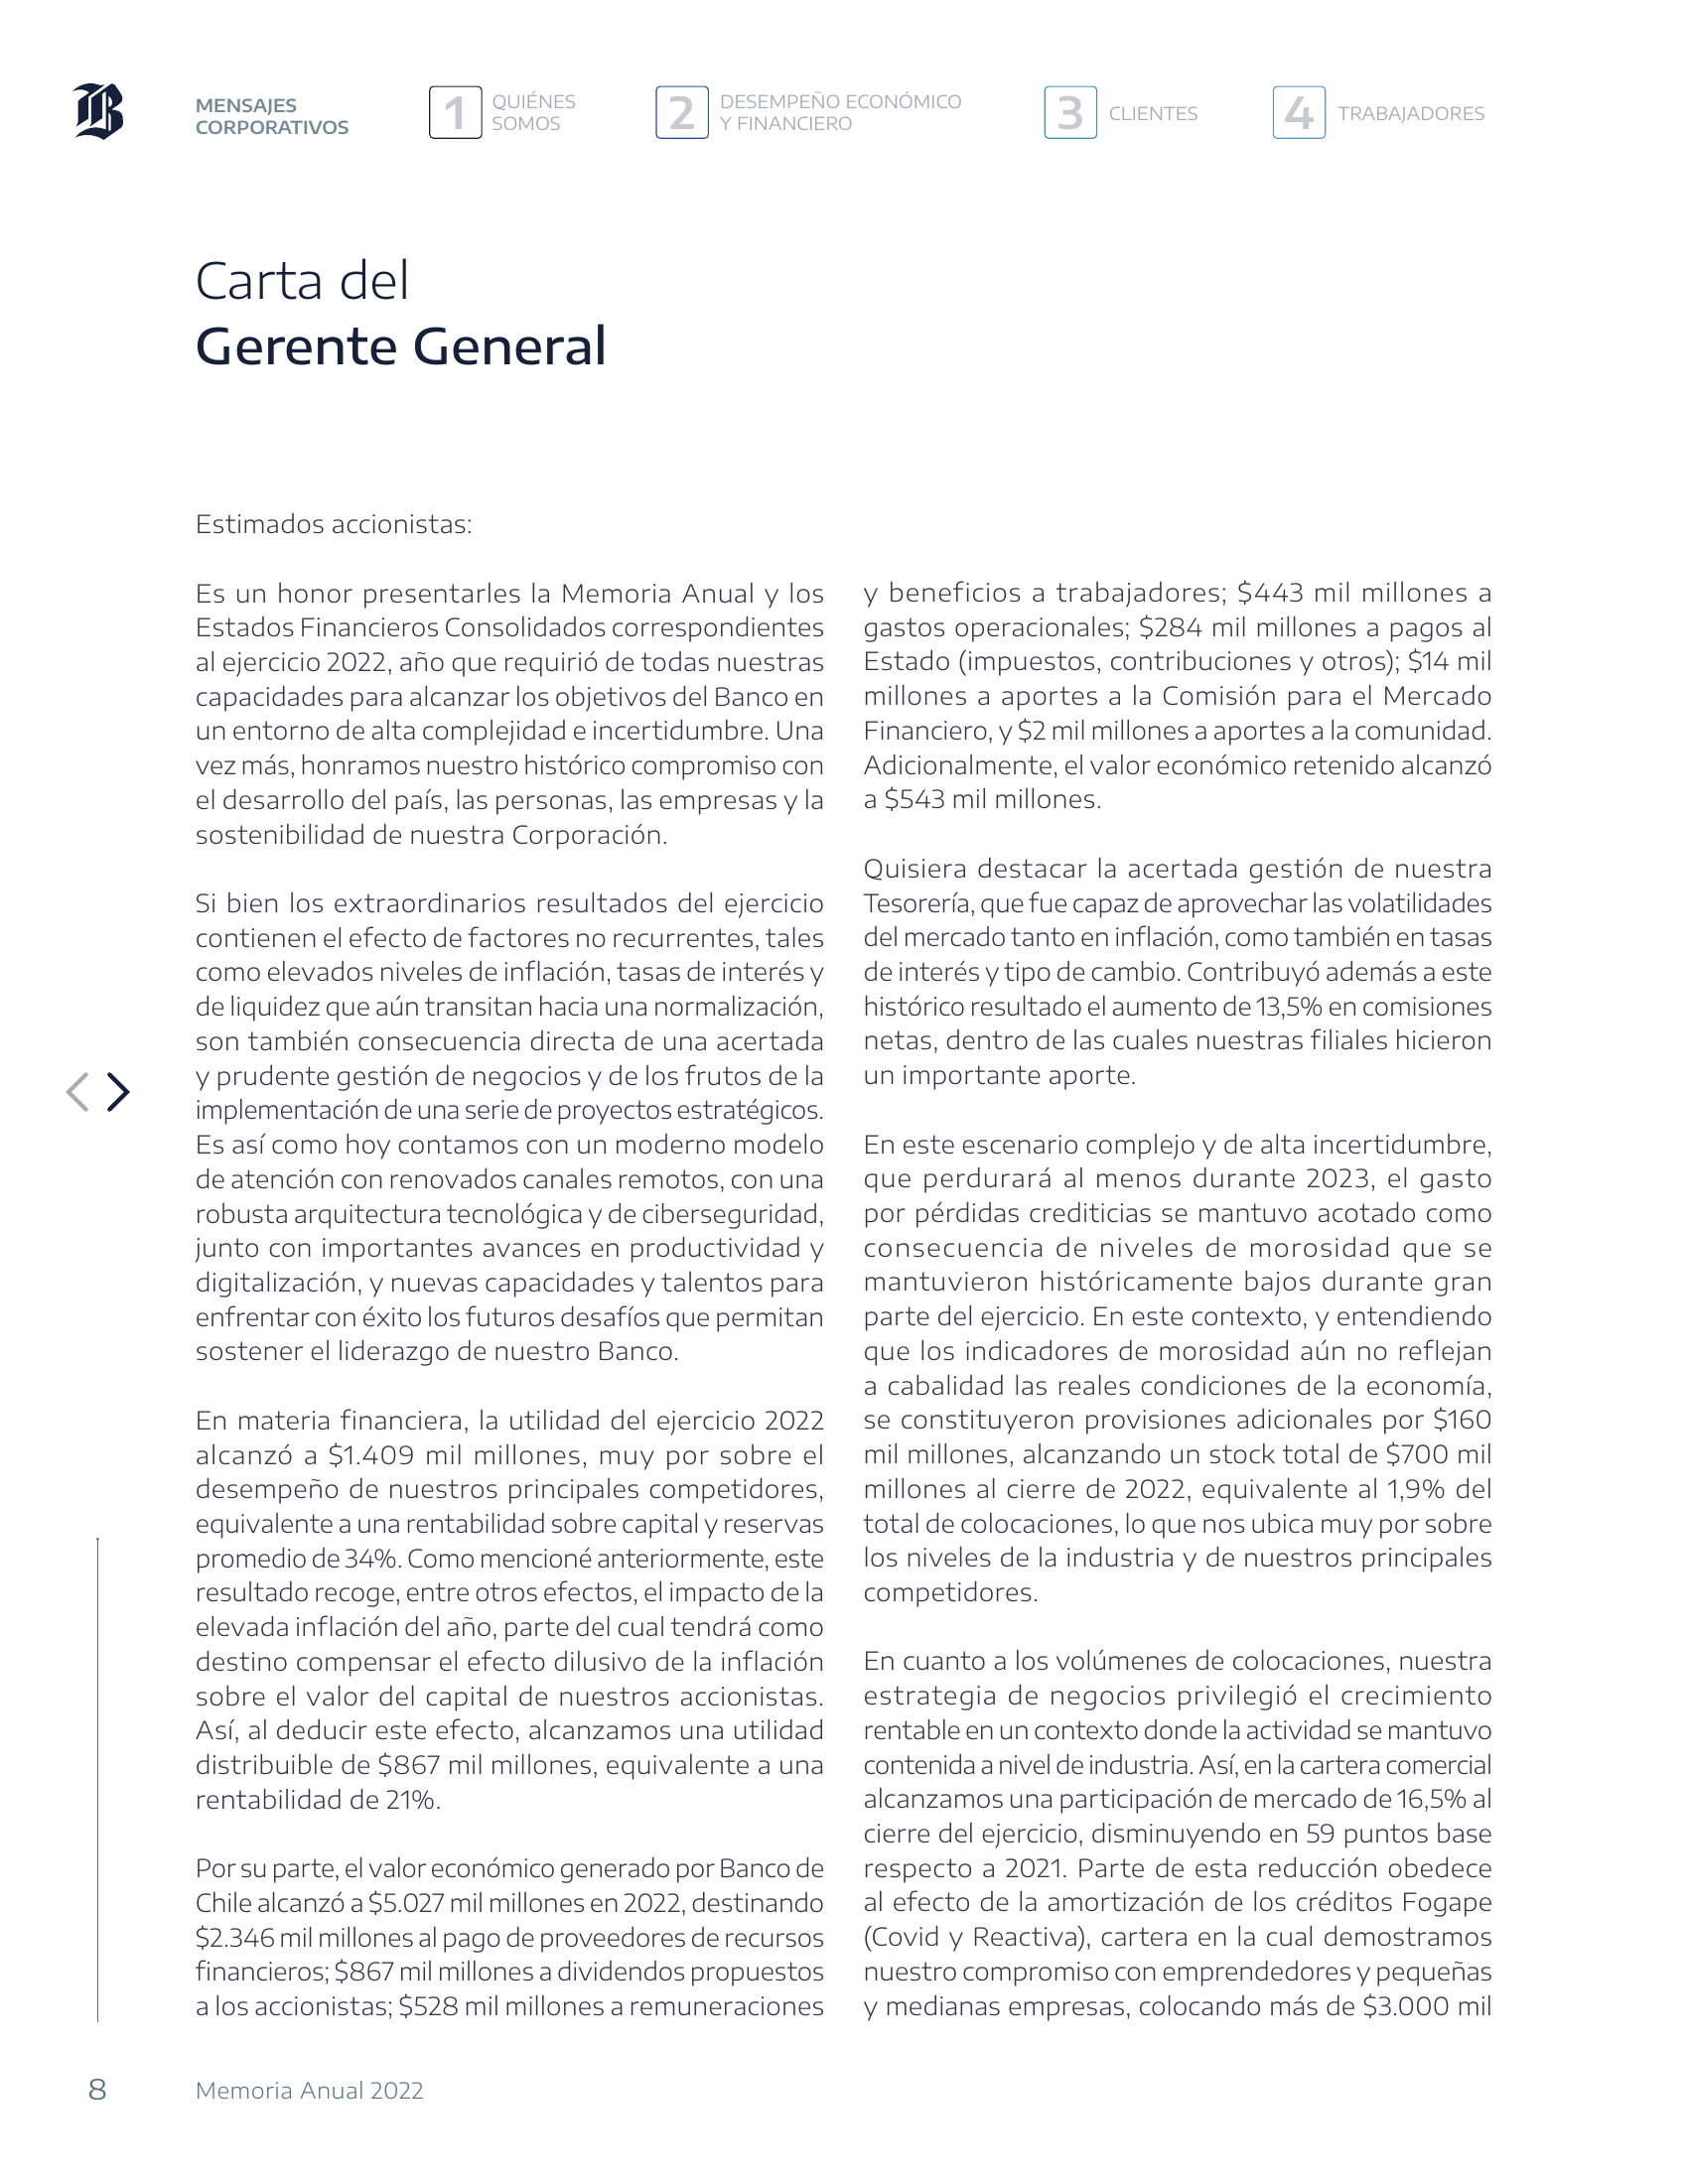 MENSAJES
CORPORATIVOS
1
QUIÉNES
SOMOS
2
DESEMPEÑO ECONÓMICO
Y FINANCIERO
3
CLIENTES
4
TRABAJADORES
Carta del
Gerente General
Estimados accionistas:
Es un honor presentarles la Memoria Anual y los
Estados Financieros Consolidados correspondientes
al ejercicio 2022, año que requirió de todas nuestras
capacidades para alcanzar los objetivos del Banco en
un entorno de alta complejidad e incertidumbre. Una
vez más, honramos nuestro histórico compromiso con
el desarrollo del país, las personas, las empresas y la
sostenibilidad de nuestra Corporación.
Si bien los extraordinarios resultados del ejercicio
contienen el efecto de factores no recurrentes, tales
como elevados niveles de inflación, tasas de interés y
de liquidez que aún transitan hacia una normalización,
son también consecuencia directa de una acertada
y prudente gestión de negocios y de los frutos de la
implementación de una serie de proyectos estratégicos.
Es así como hoy contamos con un moderno modelo
de atención con renovados canales remotos, con una
robusta arquitectura tecnológica y de ciberseguridad,
junto con importantes avances en productividad y
digitalización, y nuevas capacidades y talentos para
enfrentar con éxito los futuros desafíos que permitan
sostener el liderazgo de nuestro Banco.
En materia financiera, la utilidad del ejercicio 2022
alcanzó a $1.409 mil millones, muy por sobre el
desempeño de nuestros principales competidores,
equivalente a una rentabilidad sobre capital y reservas
promedio de 34%. Como mencioné anteriormente, este
resultado recoge, entre otros efectos, el impacto de la
elevada inflación del año, parte del cual tendrá como
destino compensar el efecto dilusivo de la inflación
sobre el valor del capital de nuestros accionistas.
Así, al deducir este efecto, alcanzamos una utilidad
distribuible de $867 mil millones, equivalente a una
rentabilidad de 21%.
Por su parte, el valor económico generado por Banco de
Chile alcanzó a $5.027 mil millones en 2022, destinando
$2.346 mil millones al pago de proveedores de recursos
financieros; $867 mil millones a dividendos propuestos
a los accionistas; $528 mil millones a remuneraciones
y beneficios a trabajadores; $443 mil millones a
gastos operacionales; $284 mil millones a pagos al
Estado (impuestos, contribuciones y otros); $14 mil
millones a aportes a la Comisión para el Mercado
Financiero, y $2 mil millones a aportes a la comunidad.
Adicionalmente, el valor económico retenido alcanzó
a $543 mil millones.
Quisiera destacar la acertada gestión de nuestra
Tesorería, que fue capaz de aprovechar las volatilidades
del mercado tanto en inflación, como también en tasas
de interés y tipo de cambio. Contribuyó además a este
histórico resultado el aumento de 13,5% en comisiones
netas, dentro de las cuales nuestras filiales hicieron
un importante aporte.
En este escenario complejo y de alta incertidumbre,
que perdurará al menos durante 2023, el gasto
por pérdidas crediticias se mantuvo acotado como
consecuencia de niveles de morosidad que se
mantuvieron históricamente bajos durante gran
parte del ejercicio. En este contexto, y entendiendo
que los indicadores de morosidad aún no reflejan
a cabalidad las reales condiciones de la economía,
se constituyeron provisiones adicionales por $160
mil millones, alcanzando un stock total de $700 mil
millones al cierre de 2022, equivalente al 1,9% del
total de colocaciones, lo que nos ubica muy por sobre
los niveles de la industria y de nuestros principales
competidores.
En cuanto a los volúmenes de colocaciones, nuestra
estrategia de negocios privilegió el crecimiento
rentable en un contexto donde la actividad se mantuvo
contenida a nivel de industria. Así, en la cartera comercial
alcanzamos una participación de mercado de 16,5% al
cierre del ejercicio, disminuyendo en 59 puntos base
respecto a 2021. Parte de esta reducción obedece
al efecto de la amortización de los créditos Fogape
(Covid y Reactiva), cartera en la cual demostramos
nuestro compromiso con emprendedores y pequeñas
y medianas empresas, colocando más de $3.000 mil
8
Memoria Anual 2022